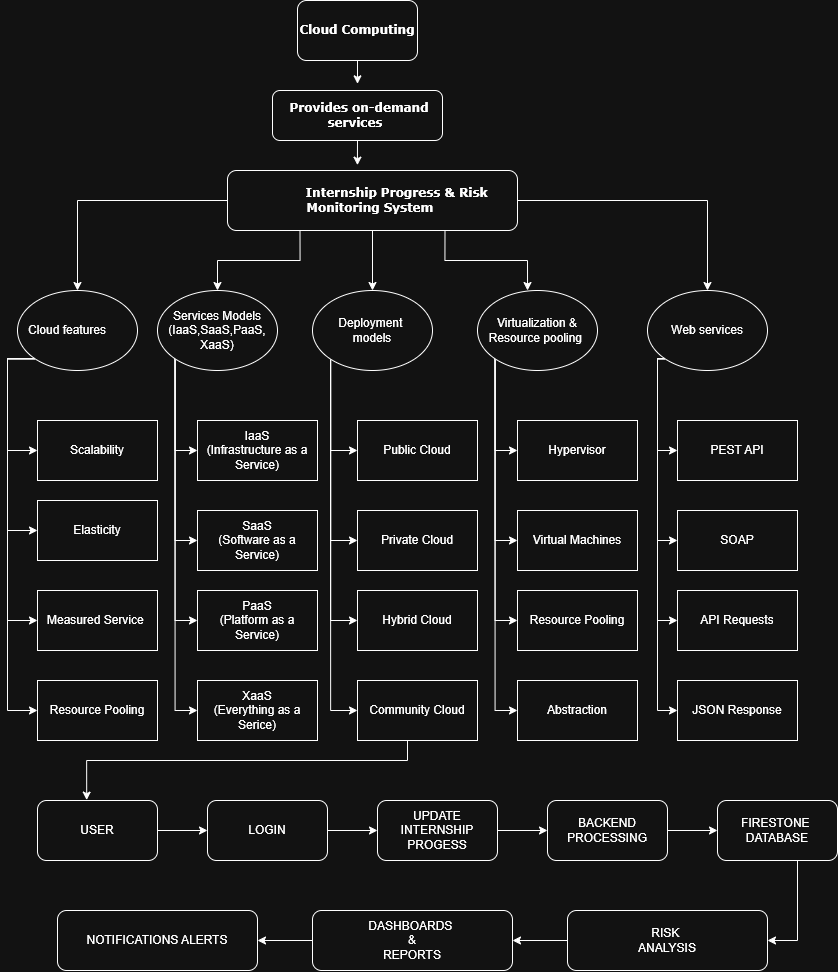 Cloud Computing
Provides on-demand
services
Internship Progress & Risk
Monitoring System
Cloud features
Services Models
(IaaS,SaaS,PaaS,
XaaS)
Deployment
models
Virtualization &
Resource pooling
Web services
Scalability
IaaS
(Infrastructure as a
Service)
Public Cloud
Hypervisor
PEST API
Elasticity
SaaS
(Software as a
Service)
Private Cloud
Virtual Machines
SOAP
Measured Service
PaaS
(Platform as a
Service)
Hybrid Cloud
Resource Pooling
API Requests
Resource Pooling
XaaS
(Everything as a
Serice)
Community Cloud
Abstraction
JSON Response
USER
LOGIN
UPDATE
INTERNSHIP
PROGESS
BACKEND
PROCESSING
FIRESTONE
DATABASE
NOTIFICATIONS ALERTS
DASHBOARDS
&
REPORTS
RISK
ANALYSIS